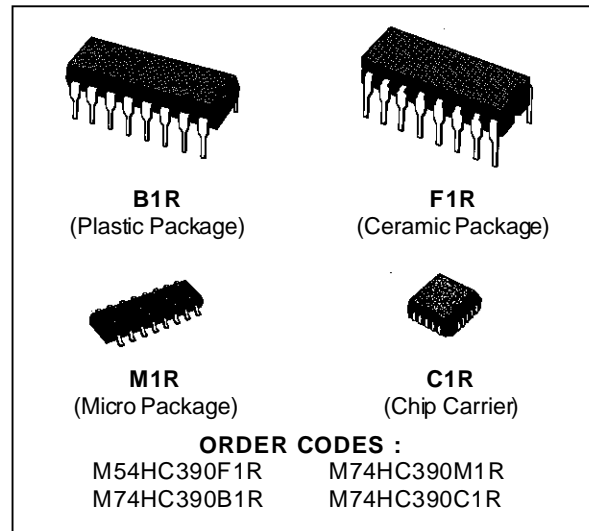 B1R F1R
(Plastic Package) (Ceramic Package)
M1R C1R
(Micro Package) (Chip Carrier)
ORDER CODES :
M54HC390F1R M74HC390M1R
M74HC390B1R M74HC390C1R